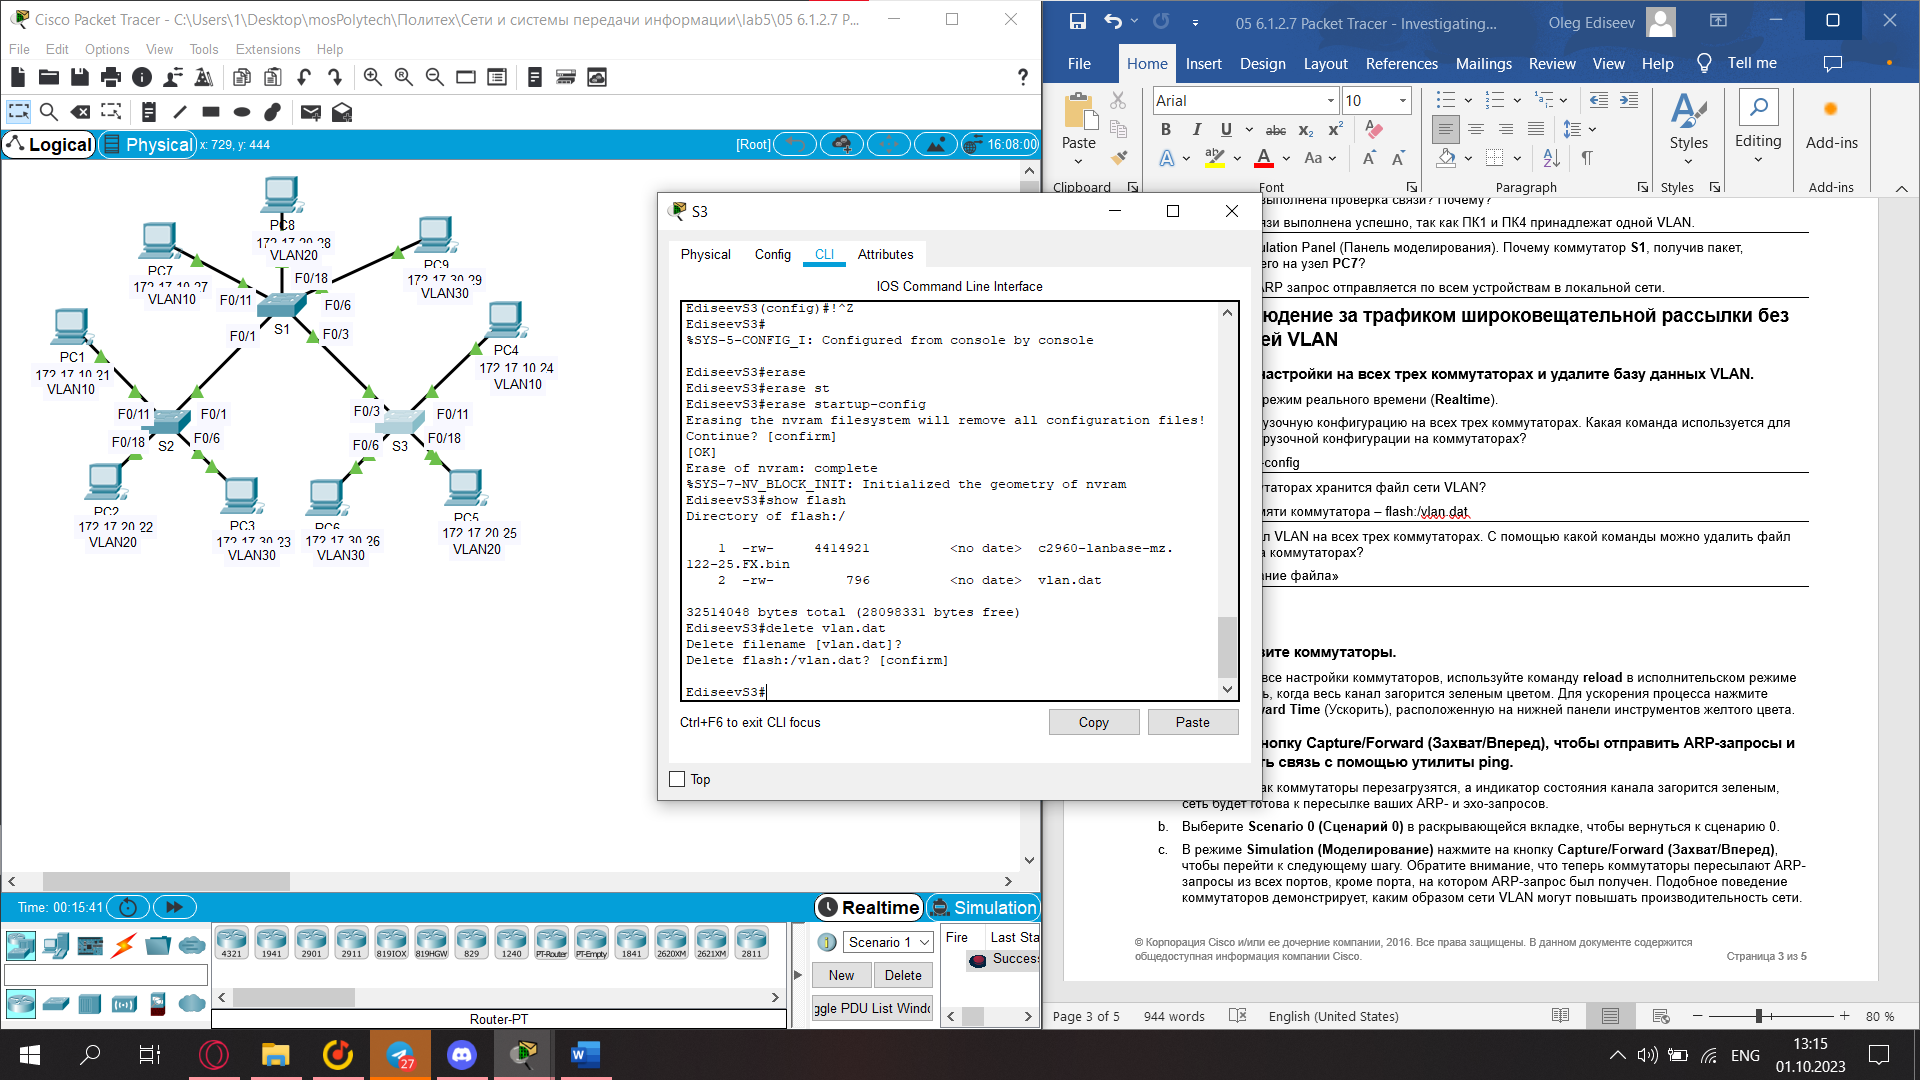 Cisco Packet Tracer - C:\Users\1\Desktop\mosPolytech\Политех\Сети и системы передачи информации\lab5\05 6.1.2.7 P...
File Edit Options View Tools Extensions Help
Logical
Physical
x: 729, y: 444
[Root]
16:08:00
PC8
172.17.20.28
VLAN20
PC7
172.17.10.27
VLAN10
PC9
172.17.30.29
VLAN30
F0/11
F0/18
F0/6
S1
F0/1
F0/3
PC1
172.17.10.21
VLAN10
PC4
172.17.10.24
VLAN10
F0/11
F0/1
F0/18
F0/6
S2
F0/3
F0/11
F0/6
F0/18
S3
PC2
172.17.20.22
VLAN20
PC3
172.17.30.23
VLAN30
PC6
172.17.30.26
VLAN30
PC5
172.17.20.25
VLAN20
Time: 00:15:41
Realtime
Simulation
4321 1941 2901 2911 819IOX 819HGW 829 1240 PT-Router PT-Empty 1841 2620XM 2621XM 2811
Router-PT
Scenario 1
New
Delete
ggle PDU List Windo
Fire Last Sta
Success
S3
Physical Config CLI Attributes
IOS Command Line Interface
EdiseevS3(config)#!^Z
EdiseevS3#
%SYS-5-CONFIG_I: Configured from console by console
EdiseevS3#erase
EdiseevS3#erase st
EdiseevS3#erase startup-config
Erasing the nvram filesystem will remove all configuration files!
Continue? [confirm]
[OK]
Erase of nvram: complete
%SYS-7-NV_BLOCK_INIT: Initialized the geometry of nvram
EdiseevS3#show flash
Directory of flash:/
1 -rw- 4414921 <no date> c2960-lanbase-mz.
122-25.FX.bin
2 -rw- 796 <no date> vlan.dat
32514048 bytes total (28098331 bytes free)
EdiseevS3#delete vlan.dat
Delete filename [vlan.dat]?
Delete flash:/vlan.dat? [confirm]
EdiseevS3#
Ctrl+F6 to exit CLI focus
Copy
Paste
Top
05 6.1.2.7 Packet Tracer - Investigating...
Oleg Ediseev
File Home Insert Design Layout References Mailings Review View Help Tell me
Paste
Clipboard
Arial
10
Font
Paragraph
Styles
Styles
Editing
Add-ins
Add-ins
выполнена проверка связи? Почему?
зи выполнена успешно, так как ПК1 и ПК4 принадлежат одной VLAN.
ulation Panel (Панель моделирования). Почему коммутатор S1, получив пакет,
его на узел PC7?
ARP запрос отправляется по всем устройствам в локальной сети.
юдение за трафиком широковещательной рассылки без
ей VLAN
настройки на всех трех коммутаторах и удалите базу данных VLAN.
режим реального времени (Realtime).
рузочную конфигурацию на всех трех коммутаторах. Какая команда используется для
грузочной конфигурации на коммутаторах?
-config
утаторах хранится файл сети VLAN?
мяти коммутатора – flash:/vlan.dat
л VLAN на всех трех коммутаторах. С помощью какой команды можно удалить файл
а коммутаторах?
ание файла»
зите коммутаторы.
все настройки коммутаторов, используйте команду reload в исполнительском режиме
ь, когда весь канал загорится зеленым цветом. Для ускорения процесса нажмите
vard Time (Ускорить), расположенную на нижней панели инструментов желтого цвета.
нопку Capture/Forward (Захват/Вперед), чтобы отправить ARP-запросы и
ть связь с помощью утилиты ping.
ак коммутаторы перезагрузятся, а индикатор состояния канала загорится зеленым,
сеть будет готова к пересылке ваших ARP- и эхо-запросов.
b. Выберите Scenario 0 (Сценарий 0) в раскрывающейся вкладке, чтобы вернуться к сценарию 0.
c. В режиме Simulation (Моделирование) нажмите на кнопку Capture/Forward (Захват/Вперед),
чтобы перейти к следующему шагу. Обратите внимание, что теперь коммутаторы пересылают ARP-
запросы из всех портов, кроме порта, на котором ARP-запрос был получен. Подобное поведение
коммутаторов демонстрирует, каким образом сети VLAN могут повышать производительность сети.
© Корпорация Cisco и/или ее дочерние компании, 2016. Все права защищены. В данном документе содержится
общедоступная информация компании Cisco.
Страница 3 из 5
Page 3 of 5
944 words
English (United States)
80 %
27
ENG
13:15
01.10.2023